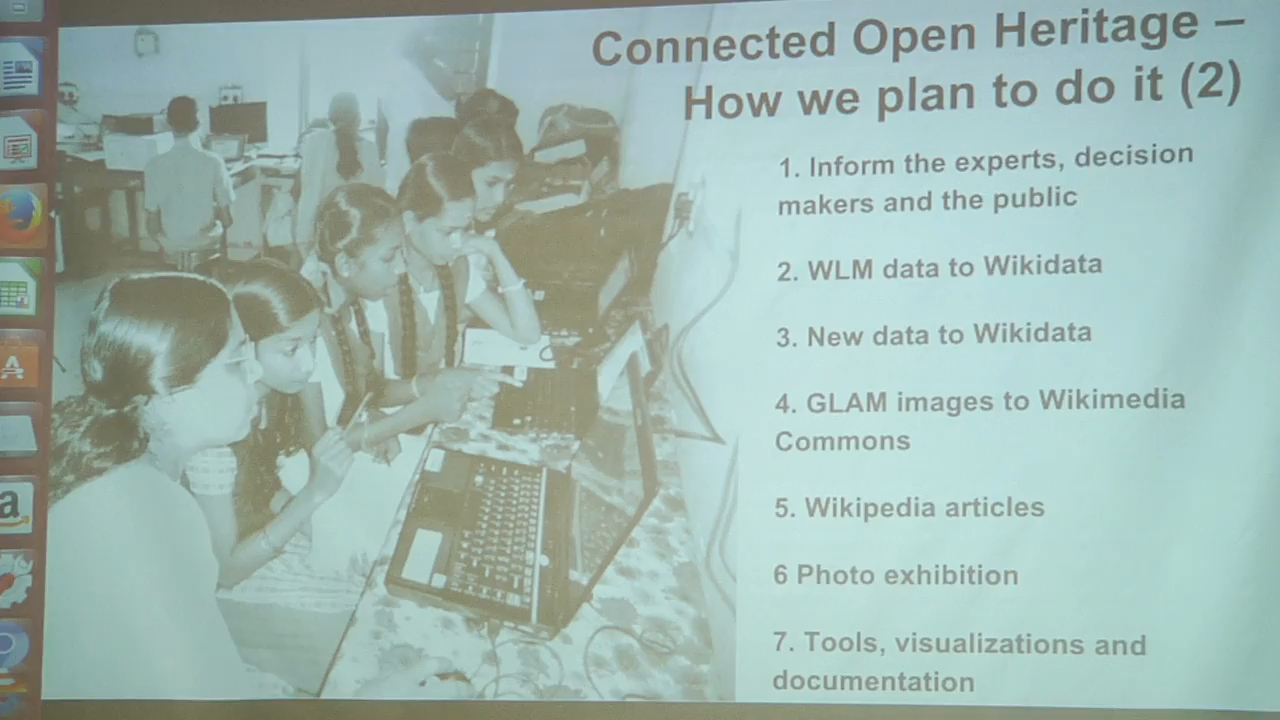 Connected Open Heritage –
How we plan to do it (2)
1. Inform the experts, decision
makers and the public
2. WLM data to Wikidata
3. New data to Wikidata
4. GLAM images to Wikimedia
Commons
5. Wikipedia articles
6 Photo exhibition
7. Tools, visualizations and
documentation
A
a